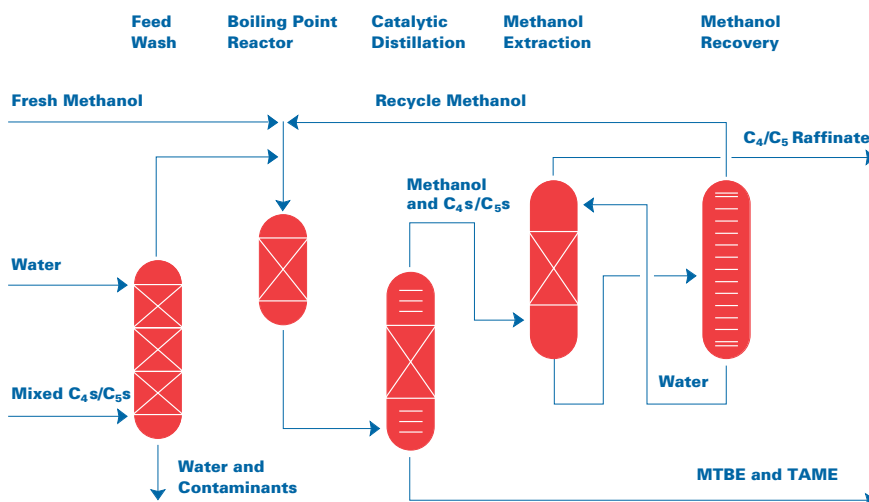 Feed
Wash
Boiling Point
Reactor
Catalytic
Distillation
Methanol
Extraction
Methanol
Recovery
Fresh Methanol
Recycle Methanol
C₄/C₅ Raffinate
Methanol
and C₄s/C₅s
Water
Mixed C₄s/C₅s
Water
Water and
Contaminants
MTBE and TAME